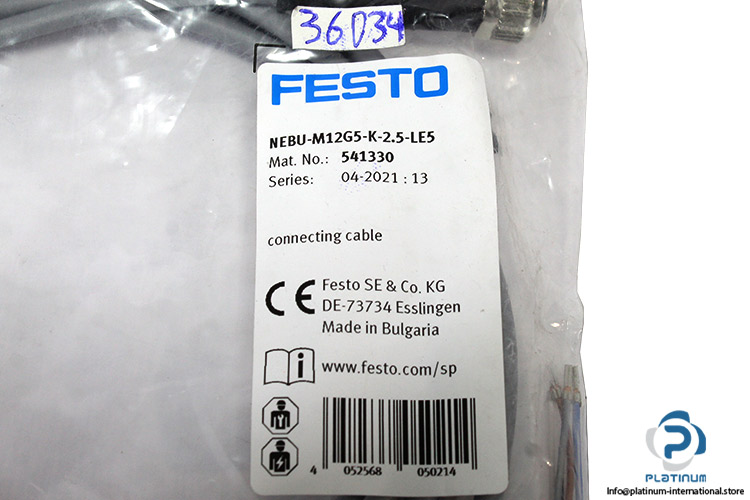 36034
FESTO
NEBU-M12G5-K-2.5-LE5
Mat. No.: 541330
Series: 04-2021 : 13
connecting cable
CE Festo SE & Co. KG
DE-73734 Esslingen
Made in Bulgaria
i www.festo.com/sp
4 052568 050214
P
PLATINUM
Info@platinum-international.store